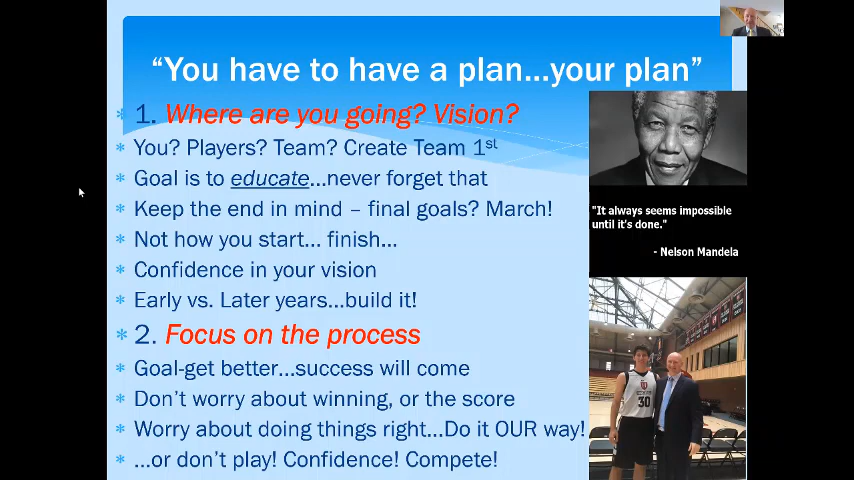 “You have to have a plan...your plan”
1. Where are you going? Vision?
You? Players? Team? Create Team 1st
Goal is to educate...never forget that
Keep the end in mind – final goals? March!
Not how you start... finish...
Confidence in your vision
Early vs. Later years...build it!
2. Focus on the process
Goal-get better...success will come
Don’t worry about winning, or the score
Worry about doing things right...Do it OUR way!
...or don’t play! Confidence! Compete!
"It always seems impossible
until it's done."
- Nelson Mandela
30